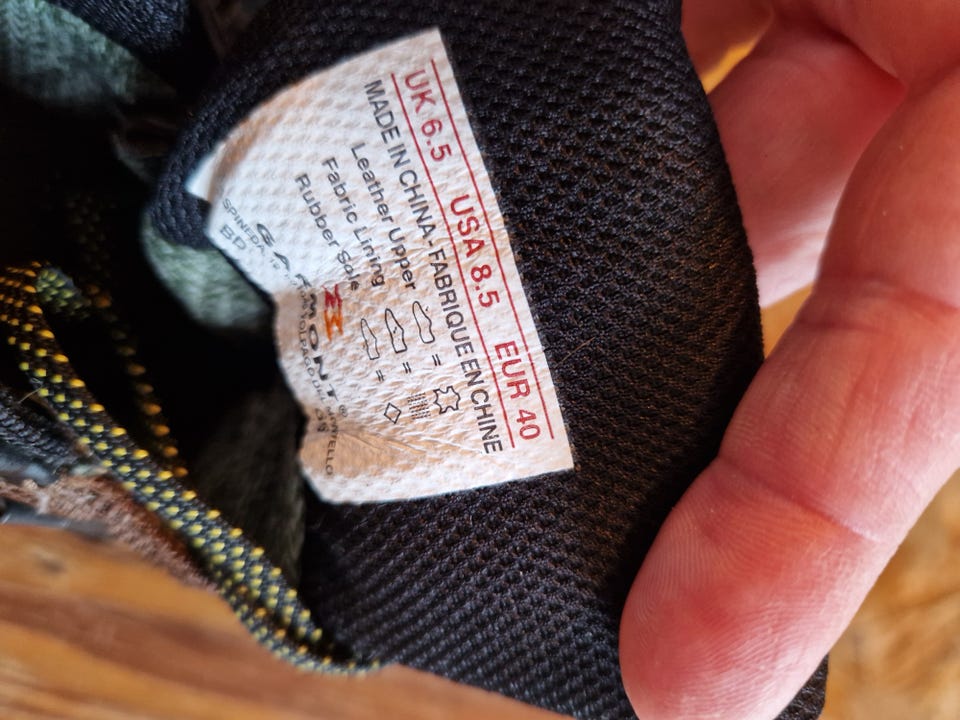 UK 6.5 USA 8.5 EUR 40
MADE IN CHINA - FABRIQUE EN CHINE
Leather Upper = 
Fabric Lining = 
Rubber Sole = 
GARMONT ®